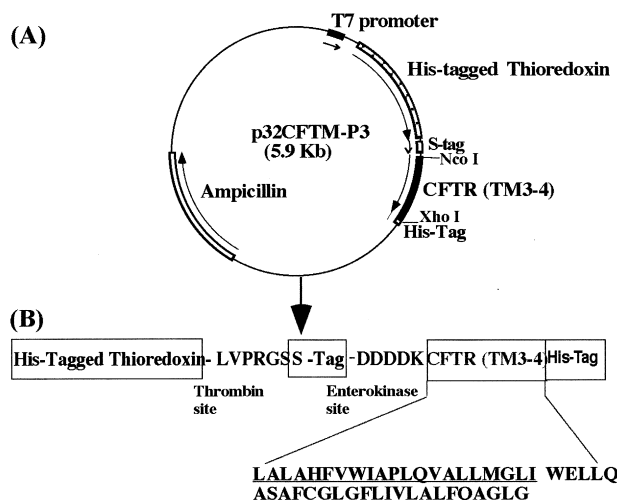 (A)
T7 promoter
His-tagged Thioredoxin
p32CFTM-P3
(5.9 Kb)
S-tag
Nco I
Ampicillin
CFTR (TM3-4)
Xho I
His-Tag
(B)
His-Tagged Thioredoxin- LVPRGS S -Tag -DDDDK CFTR (TM3-4) His-Tag
Thrombin site
Enterokinase site
LALAHFVWIAPLQVALLMGLI WELLQ
ASAFCGLGFLIVLALFQAGLG